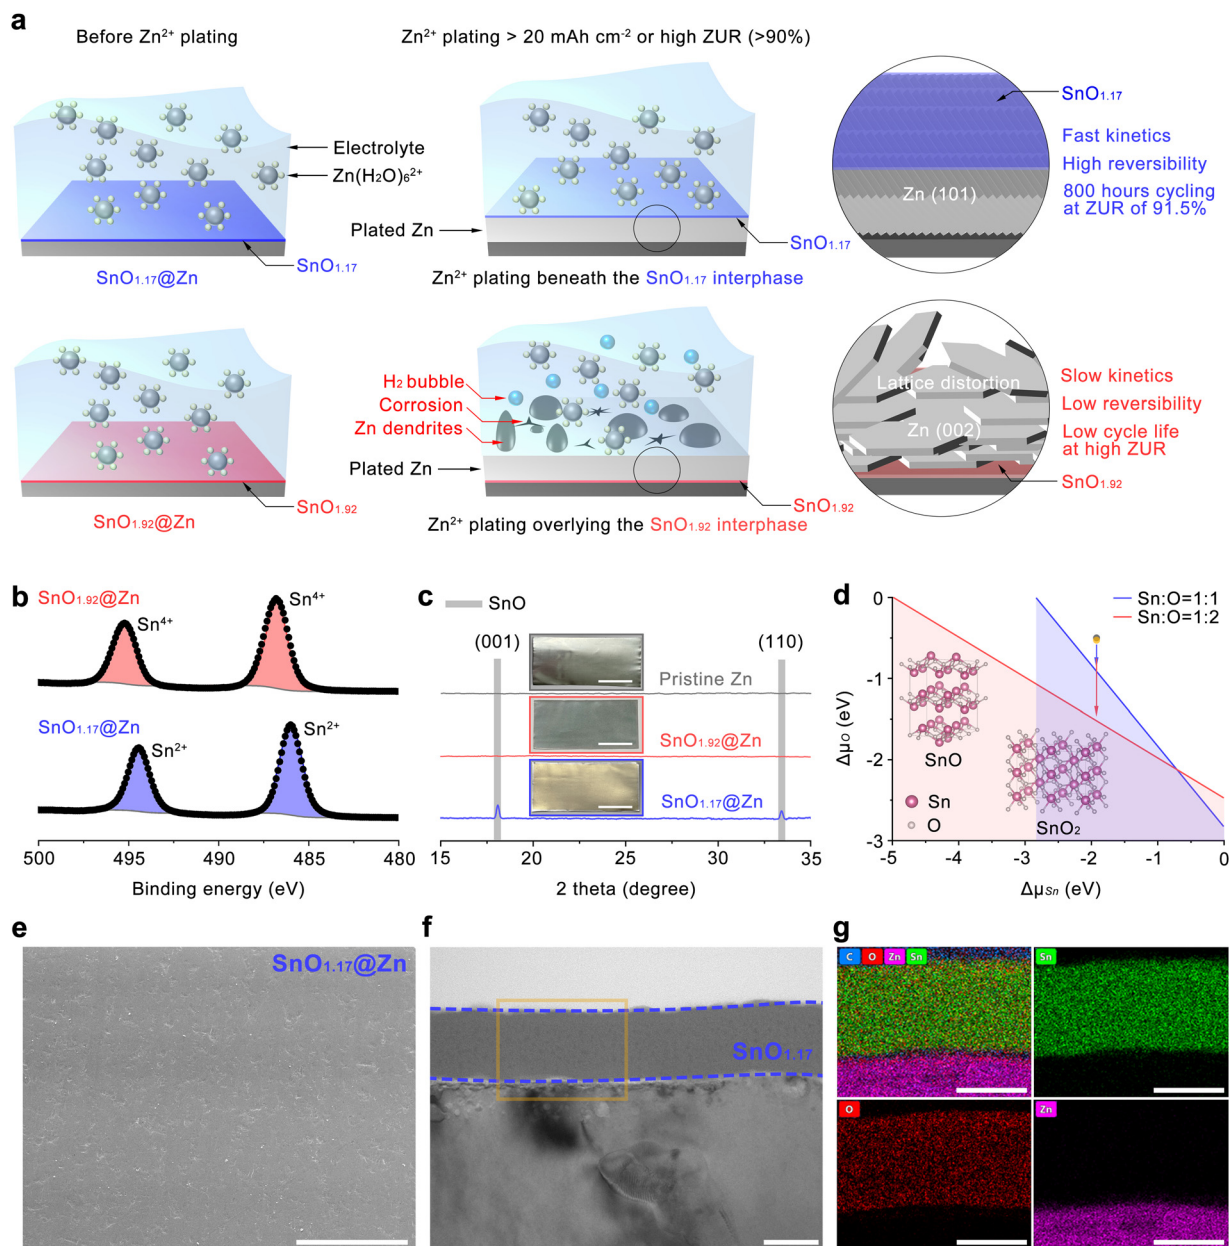 a
Before Zn²⁺ plating
Zn²⁺ plating > 20 mAh cm⁻² or high ZUR (>90%)
Electrolyte
Zn(H₂O)₆²⁺
SnO₁.₁₇
SnO₁.₁₇@Zn
Plated Zn
SnO₁.₁₇
Zn²⁺ plating beneath the SnO₁.₁₇ interphase
SnO₁.₁₇
Fast kinetics
High reversibility
800 hours cycling
at ZUR of 91.5%
Zn (101)
SnO₁.₉₂
SnO₁.₉₂@Zn
H₂ bubble
Corrosion
Zn dendrites
Plated Zn
SnO₁.₉₂
Zn²⁺ plating overlying the SnO₁.₉₂ interphase
Lattice distortion
Zn (002)
Slow kinetics
Low reversibility
Low cycle life
at high ZUR
SnO₁.₉₂
b
SnO₁.₉₂@Zn
Sn⁴⁺
Sn⁴⁺
SnO₁.₁₇@Zn
Sn²⁺
Sn²⁺
500 495 490 485 480
Binding energy (eV)
c
SnO
(001)
(110)
Pristine Zn
SnO₁.₉₂@Zn
SnO₁.₁₇@Zn
15 20 25 30 35
2 theta (degree)
d
Sn:O=1:1
Sn:O=1:2
0
-1
-2
-3
ΔμO (eV)
SnO
Sn
O
SnO₂
-5 -4 -3 -2 -1 0
ΔμSn (eV)
e
SnO₁.₁₇@Zn
f
SnO₁.₁₇
g
C O Zn Sn
Sn
O
Zn